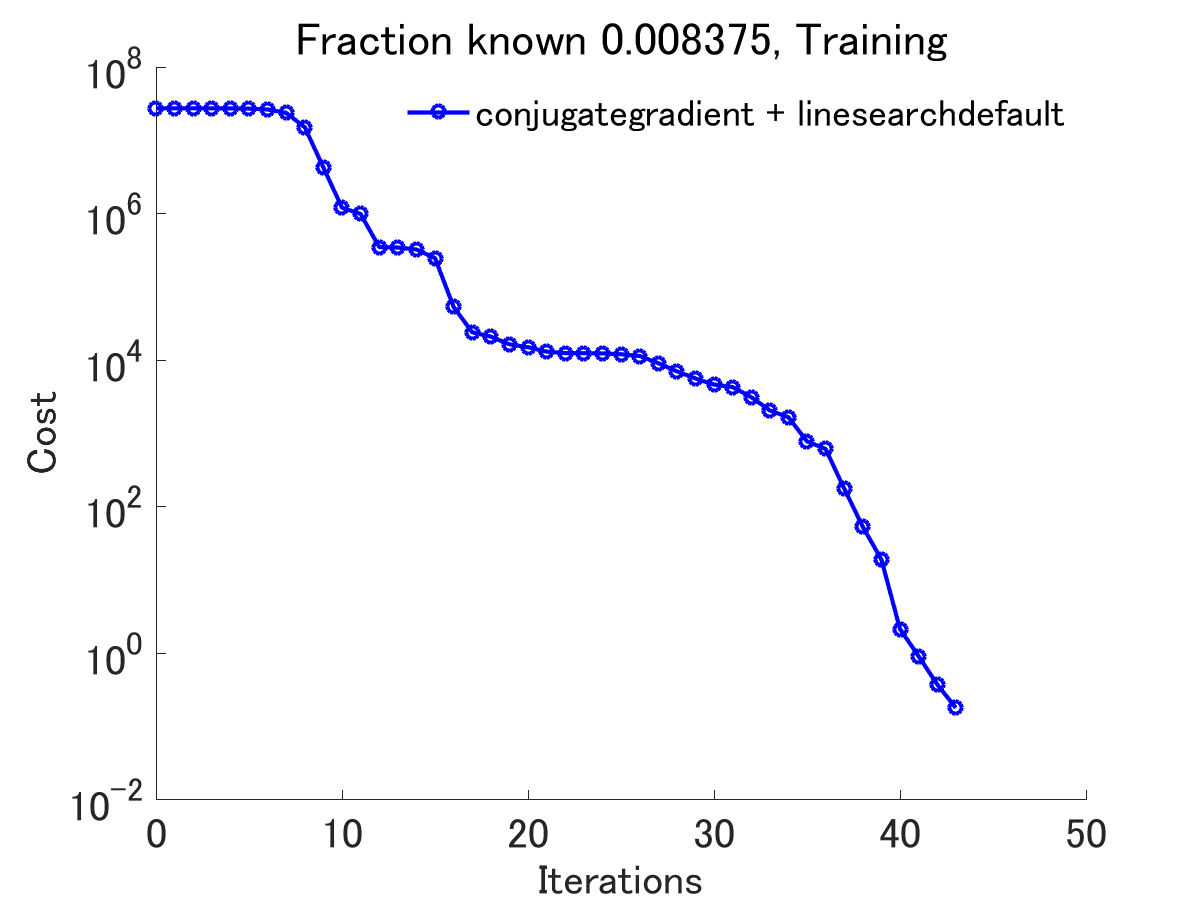 Fraction known 0.008375, Training
conjugategradient + linesearchdefault
10^8
10^6
10^4
10^2
10^0
10^-2
Cost
0 10 20 30 40 50
Iterations